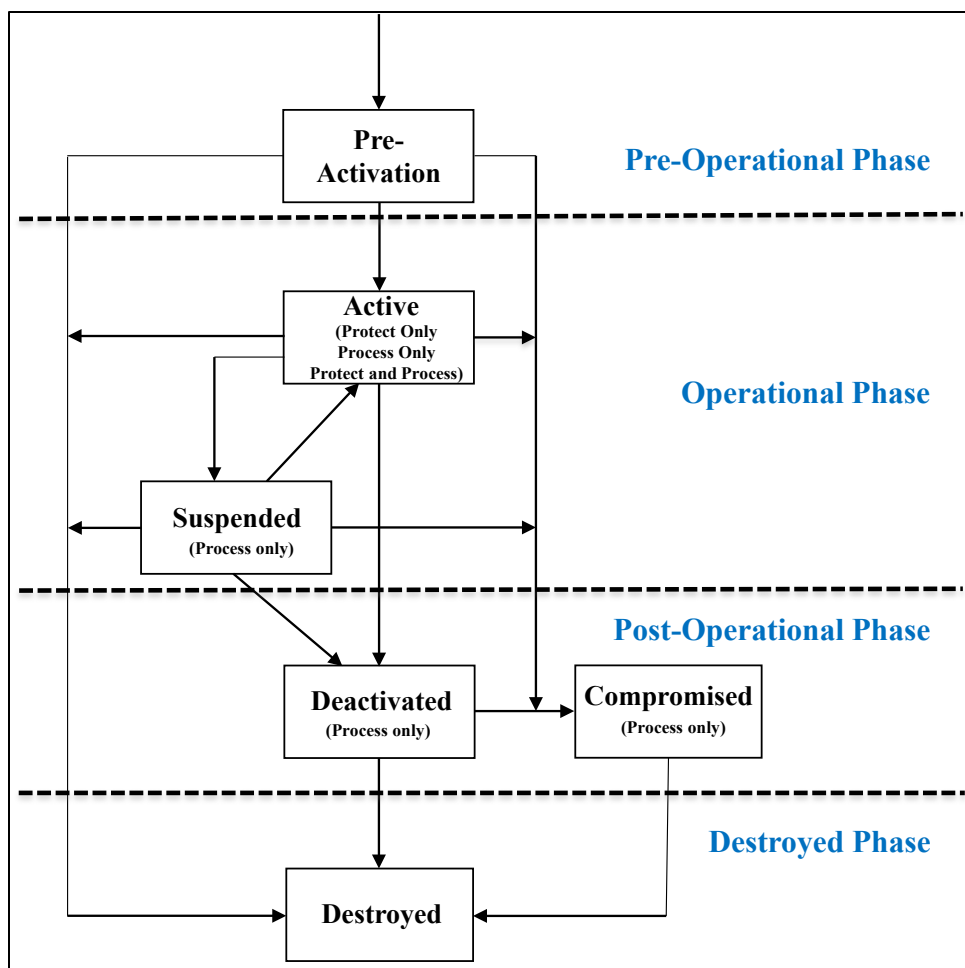 Pre-
Activation
Pre-Operational Phase
Active
(Protect Only
Process Only
Protect and Process)
Operational Phase
Suspended
(Process only)
Post-Operational Phase
Deactivated
(Process only)
Compromised
(Process only)
Destroyed Phase
Destroyed